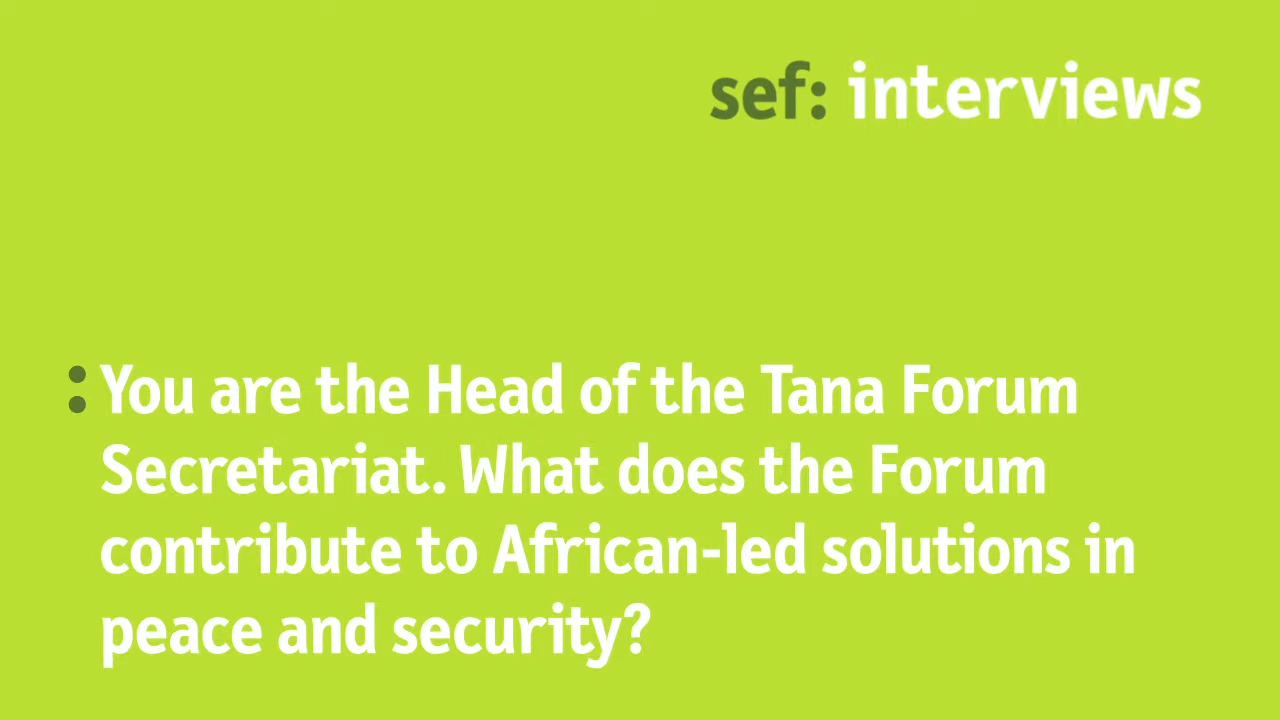 sef: interviews
: You are the Head of the Tana Forum
Secretariat. What does the Forum
contribute to African-led solutions in
peace and security?